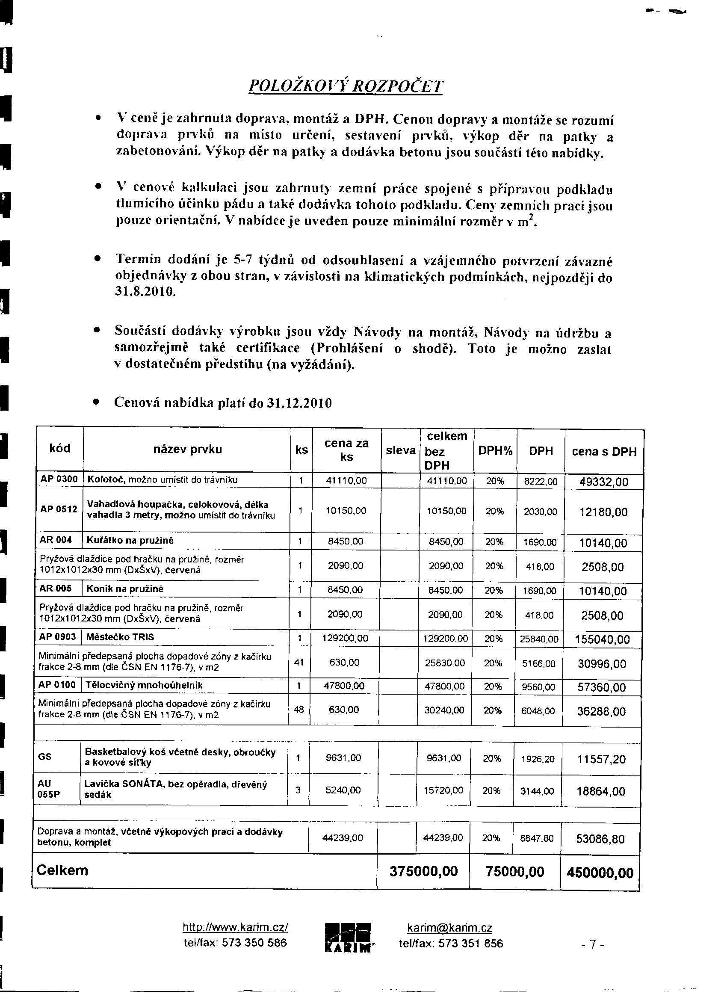 POLOŽKOVÝ ROZPOČET
• V ceně je zahrnuta doprava, montáž a DPH. Cenou dopravy a montáže se rozumí
doprava prvků na místo určení, sestavení prvků, výkop děr na patky a
zabetonování. Výkop děr na patky a dodávka betonu jsou součástí této nabídky.
• V cenové kalkulaci jsou zahrnuty zemní práce spojené s přípravou podkladu
tlumícího účinku pádu a také dodávka tohoto podkladu. Ceny zemních prací jsou
pouze orientační. V nabídce je uveden pouze minimální rozměr v m².
• Termín dodání je 5-7 týdnů od odsouhlasení a vzájemného potvrzení závazné
objednávky z obou stran, v závislosti na klimatických podmínkách, nejpozději do
31.8.2010.
• Součástí dodávky výrobku jsou vždy Návody na montáž, Návody na údržbu a
samozřejmě také certifikace (Prohlášení o shodě). Toto je možno zaslat
v dostatečném předstihu (na vyžádání).
• Cenová nabídka platí do 31.12.2010
kód název prvku ks cena za ks sleva celkem bez DPH DPH% DPH cena s DPH
AP 0300 Kolotoč, možno umístit do trávníku 1 41110,00 41110,00 20% 8222,00 49332,00
AP 0512 Vahadlová houpačka, celokovová, délka
vahadla 3 metry, možno umístit do trávníku 1 10150,00 10150,00 20% 2030,00 12180,00
AR 004 Kuřátko na pružině 1 8450,00 8450,00 20% 1690,00 10140,00
Pryžová dlaždice pod hračku na pružině, rozměr
1012x1012x30 mm (DxŠxV), červená 1 2090,00 2090,00 20% 418,00 2508,00
AR 005 Koník na pružině 1 8450,00 8450,00 20% 1690,00 10140,00
Pryžová dlaždice pod hračku na pružině, rozměr
1012x1012x30 mm (DxŠxV), červená 1 2090,00 2090,00 20% 418,00 2508,00
AP 0903 Městečko TRIS 1 129200,00 129200,00 20% 25840,00 155040,00
Minimální předepsaná plocha dopadové zóny z kačírku
frakce 2-8 mm (dle ČSN EN 1176-7), v m2 41 630,00 25830,00 20% 5166,00 30996,00
AP 0100 Tělocvičný mnohoúhelník 1 47800,00 47800,00 20% 9560,00 57360,00
Minimální předepsaná plocha dopadové zóny z kačírku
frakce 2-8 mm (dle ČSN EN 1176-7), v m2 48 630,00 30240,00 20% 6048,00 36288,00
GS Basketbalový koš včetně desky, obroučky
a kovové síťky 1 9631,00 9631,00 20% 1926,20 11557,20
AU 055P Lavička SONÁTA, bez opěradla, dřevěný
sedák 3 5240,00 15720,00 20% 3144,00 18864,00
Doprava a montáž, včetně výkopových prací a dodávky
betonu, komplet 44239,00 44239,00 20% 8847,80 53086,80
Celkem 375000,00 75000,00 450000,00
http://www.karim.cz/ karim@karim.cz
tel/fax: 573 350 586 KARIM tel/fax: 573 351 856 - 7 -